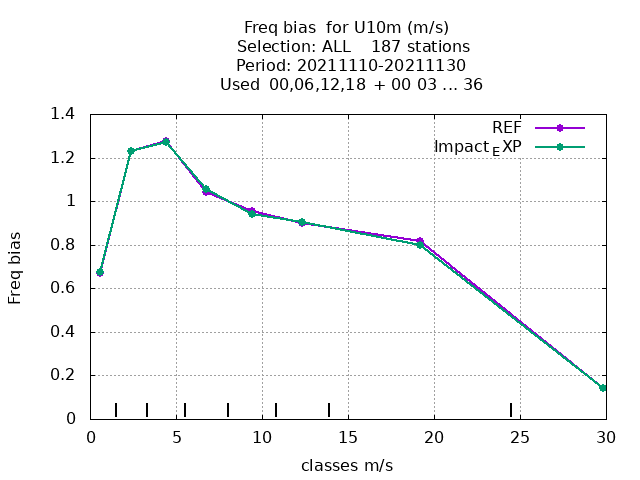 Freq bias  for U10m (m/s)
Selection: ALL    187 stations
Period: 20211110-20211130
Used  00,06,12,18 + 00 03 ... 36
REF
Impact_EXP
1.4
1.2
1
0.8
0.6
0.4
0.2
0
Freq bias
0 5 10 15 20 25 30
classes m/s